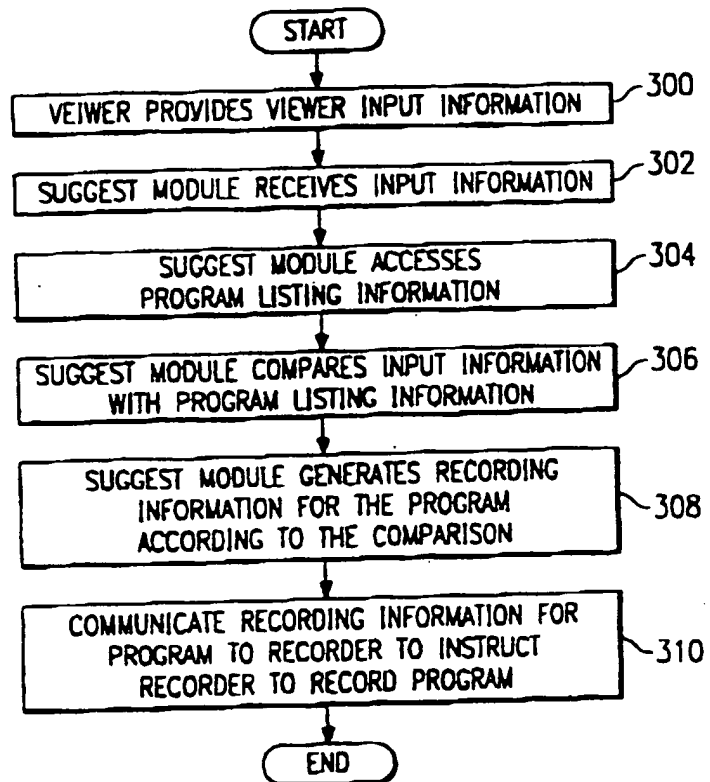 START
VEIWER PROVIDES VIEWER INPUT INFORMATION
300
SUGGEST MODULE RECEIVES INPUT INFORMATION
302
SUGGEST MODULE ACCESSES
PROGRAM LISTING INFORMATION
304
SUGGEST MODULE COMPARES INPUT INFORMATION
WITH PROGRAM LISTING INFORMATION
306
SUGGEST MODULE GENERATES RECORDING
INFORMATION FOR THE PROGRAM
ACCORDING TO THE COMPARISON
308
COMMUNICATE RECORDING INFORMATION FOR
PROGRAM TO RECORDER TO INSTRUCT
RECORDER TO RECORD PROGRAM
310
END